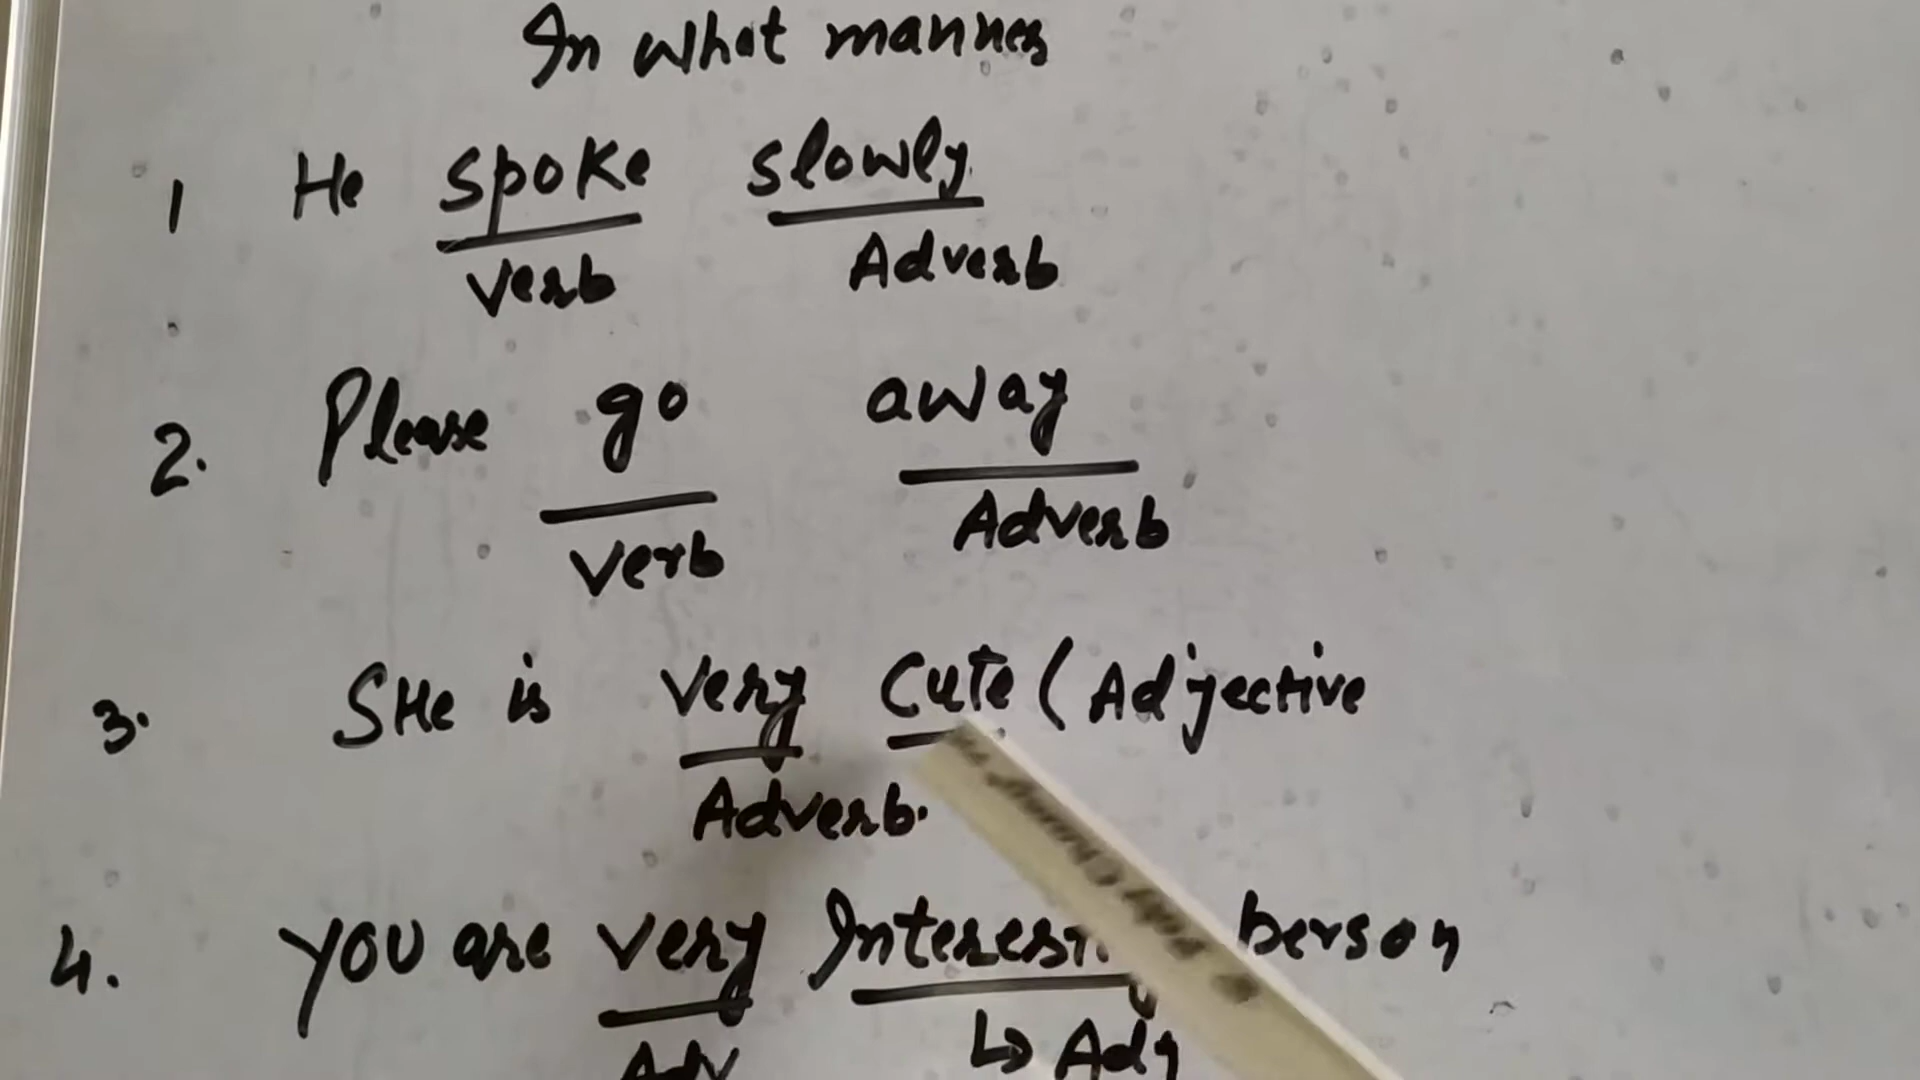 In what manner
1 He spoke slowly.
Verb Adverb
2. Please go away
Verb Adverb
3. SHe is very Cute (Adjective
Adverb.
4. YOU are very person
Adv ↳ Adj